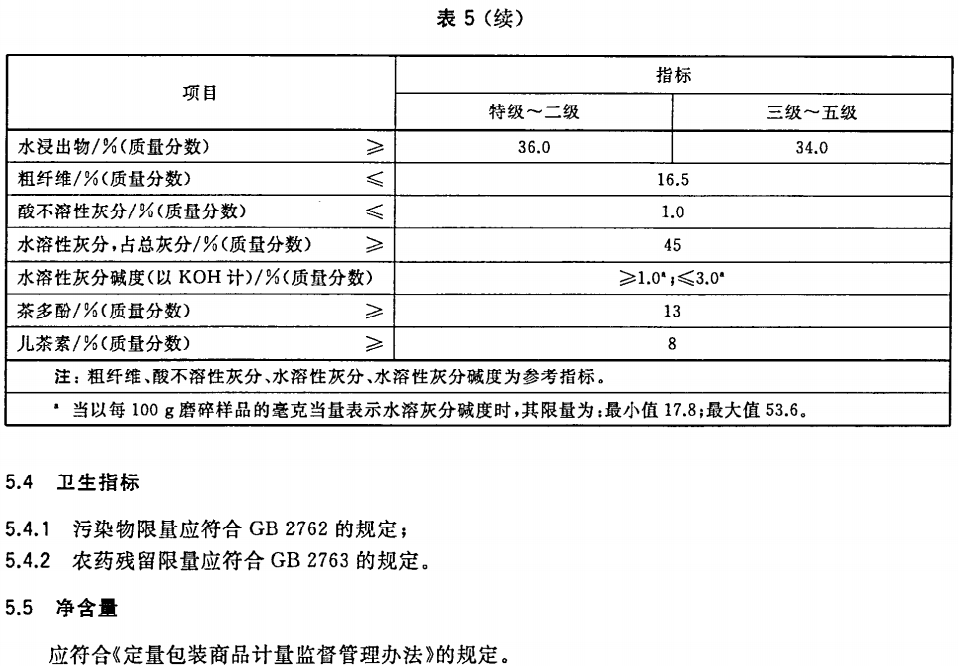 表 5（续）
项目
指标
特级～二级
三级～五级
水浸出物/%(质量分数) ≥ 36.0 34.0
粗纤维/%(质量分数) ≤ 16.5
酸不溶性灰分/%(质量分数) ≤ 1.0
水溶性灰分,占总灰分/%(质量分数) ≥ 45
水溶性灰分碱度(以 KOH 计)/%(质量分数) ≥1.0ᵃ;≤3.0ᵃ
茶多酚/%(质量分数) ≥ 13
儿茶素/%(质量分数) ≥ 8
注: 粗纤维、酸不溶性灰分、水溶性灰分、水溶性灰分碱度为参考指标。
ᵃ 当以每 100 g 磨碎样品的毫克当量表示水溶灰分碱度时,其限量为:最小值 17.8;最大值 53.6。
5.4 卫生指标
5.4.1 污染物限量应符合 GB 2762 的规定;
5.4.2 农药残留限量应符合 GB 2763 的规定。
5.5 净含量
应符合《定量包装商品计量监督管理办法》的规定。